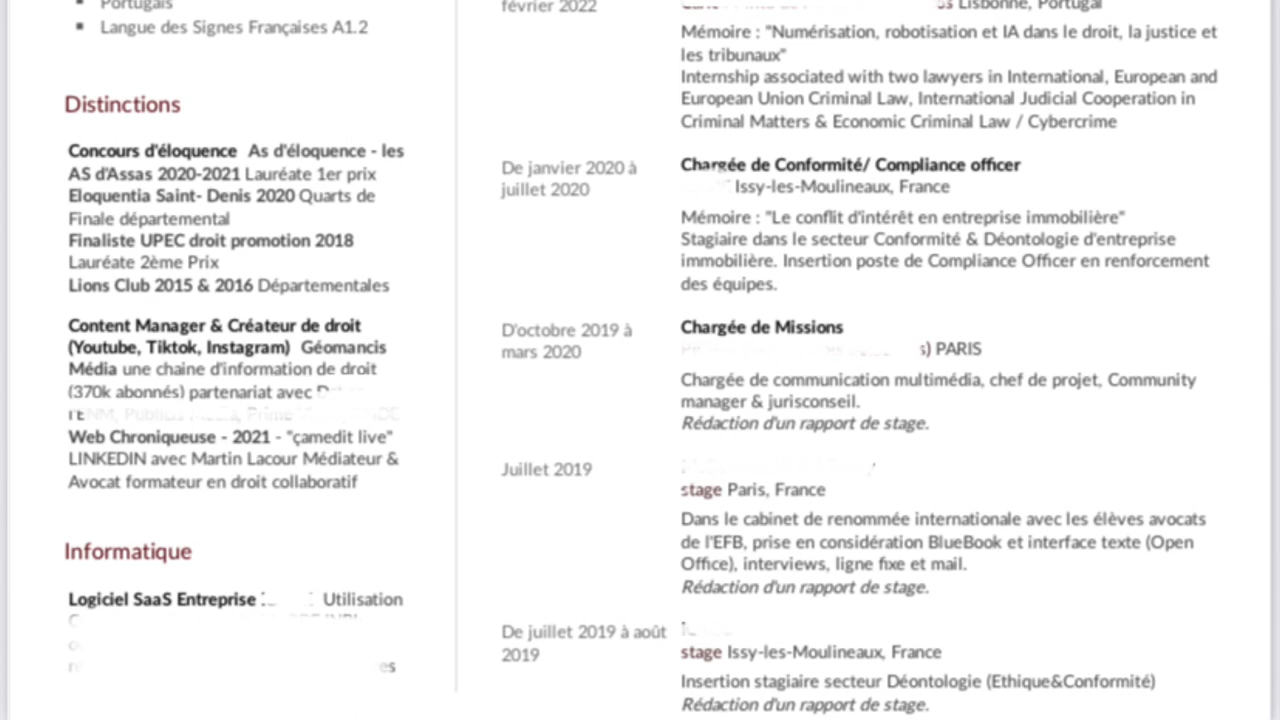 Portugais
Langue des Signes Françaises A1.2
Distinctions
Concours d'éloquence As d'éloquence - les
AS d'Assas 2020-2021 Lauréate 1er prix
Eloquentia Saint- Denis 2020 Quarts de
Finale départemental
Finaliste UPEC droit promotion 2018
Lauréate 2ème Prix
Lions Club 2015 & 2016 Départementales
Content Manager & Créateur de droit
(Youtube, Tiktok, Instagram) Géomancis
Média une chaine d'information de droit
(370k abonnés) partenariat avec
Web Chroniqueuse - 2021 - "çamedit live"
LINKEDIN avec Martin Lacour Médiateur &
Avocat formateur en droit collaboratif
Informatique
Logiciel SaaS Entreprise : Utilisation
février 2022
Lisbonne, Portugal
Mémoire : "Numérisation, robotisation et IA dans le droit, la justice et
les tribunaux"
Internship associated with two lawyers in International, European and
European Union Criminal Law, International Judicial Cooperation in
Criminal Matters & Economic Criminal Law / Cybercrime
De janvier 2020 à
juillet 2020
Chargée de Conformité/ Compliance officer
Issy-les-Moulineaux, France
Mémoire : "Le conflit d'intérêt en entreprise immobilière"
Stagiaire dans le secteur Conformité & Déontologie d'entreprise
immobilière. Insertion poste de Compliance Officer en renforcement
des équipes.
D'octobre 2019 à
mars 2020
Chargée de Missions
PARIS
Chargée de communication multimédia, chef de projet, Community
manager & jurisconseil.
Rédaction d'un rapport de stage.
Juillet 2019
stage Paris, France
Dans le cabinet de renommée internationale avec les élèves avocats
de l'EFB, prise en considération BlueBook et interface texte (Open
Office), interviews, ligne fixe et mail.
Rédaction d'un rapport de stage.
De juillet 2019 à août
2019
stage Issy-les-Moulineaux, France
Insertion stagiaire secteur Déontologie (Ethique&Conformité)
Rédaction d'un rapport de stage.